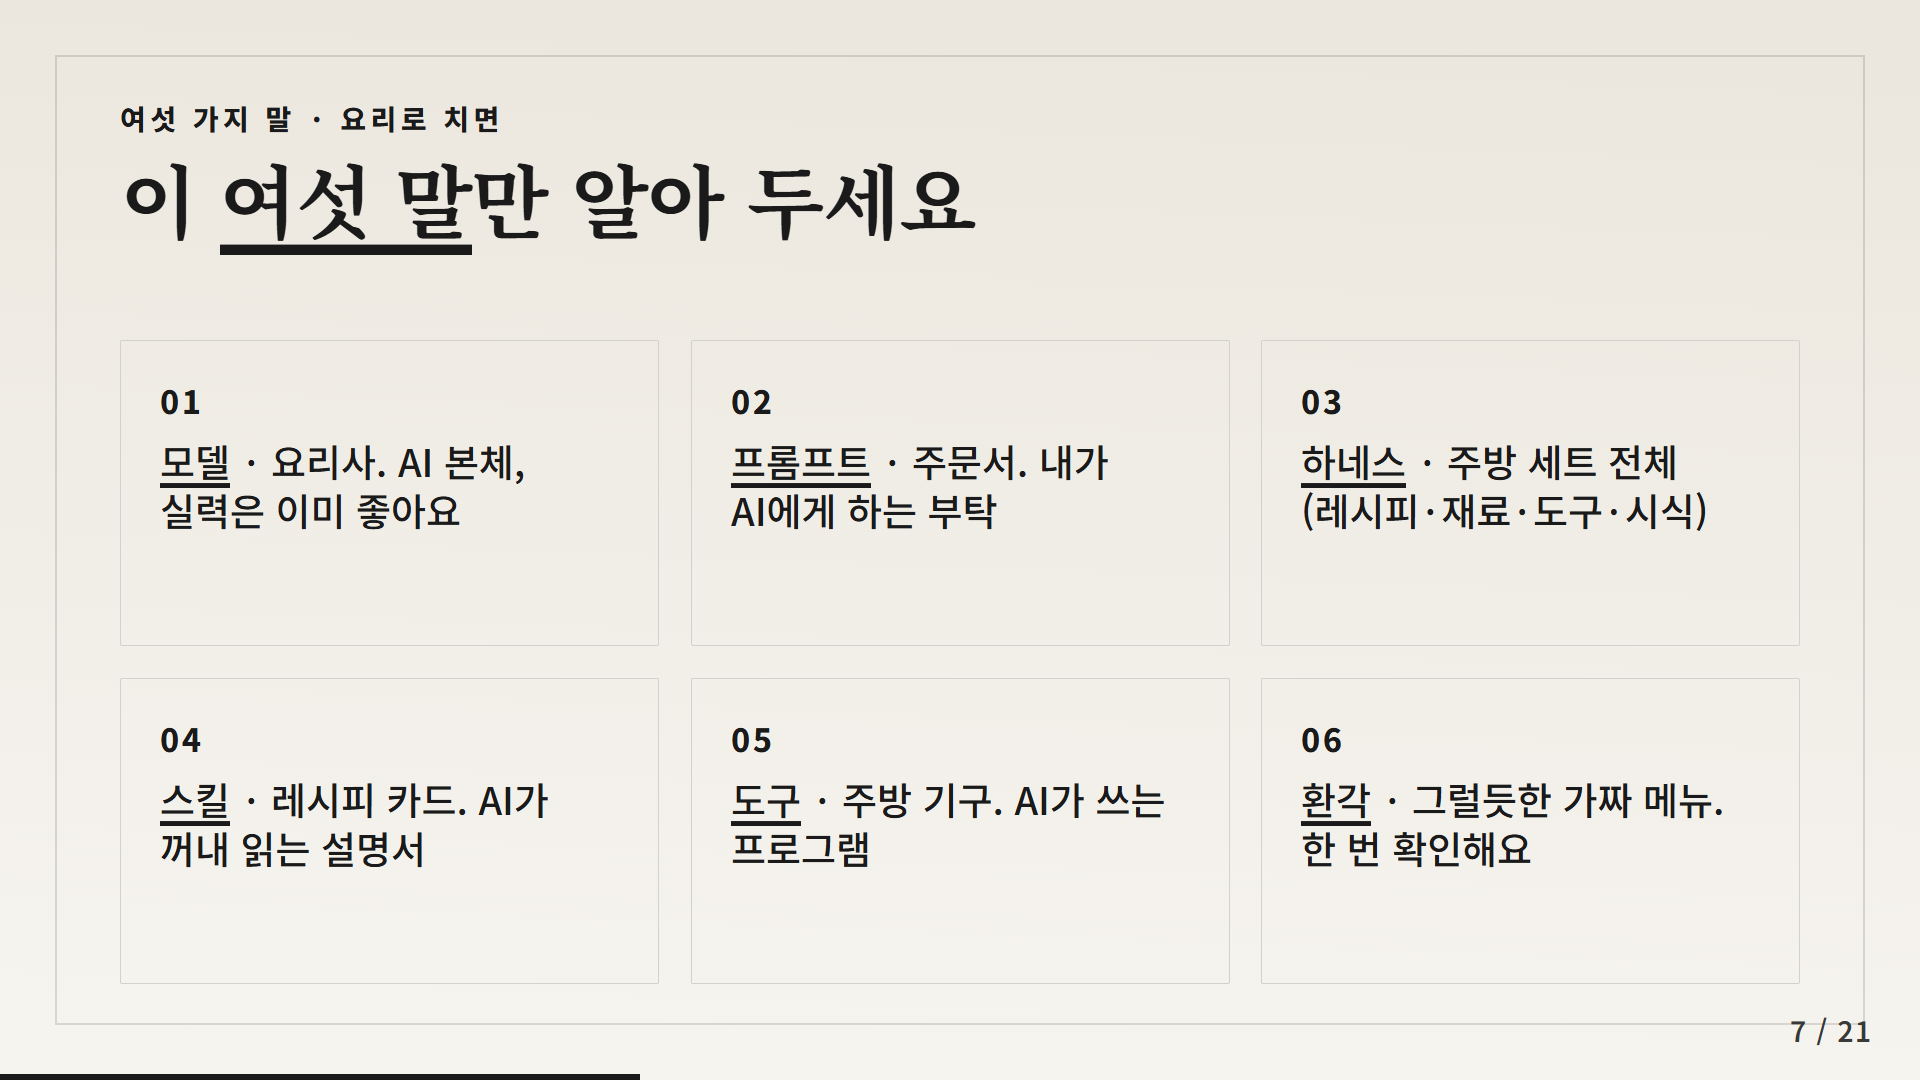 여섯 가지 말 · 요리로 치면
이 여섯 말만 알아 두세요
01
모델 · 요리사. AI 본체,
실력은 이미 좋아요
02
프롬프트 · 주문서. 내가
AI에게 하는 부탁
03
하네스 · 주방 세트 전체
(레시피·재료·도구·시식)
04
스킬 · 레시피 카드. AI가
꺼내 읽는 설명서
05
도구 · 주방 기구. AI가 쓰는
프로그램
06
환각 · 그럴듯한 가짜 메뉴.
한 번 확인해요
7 / 21